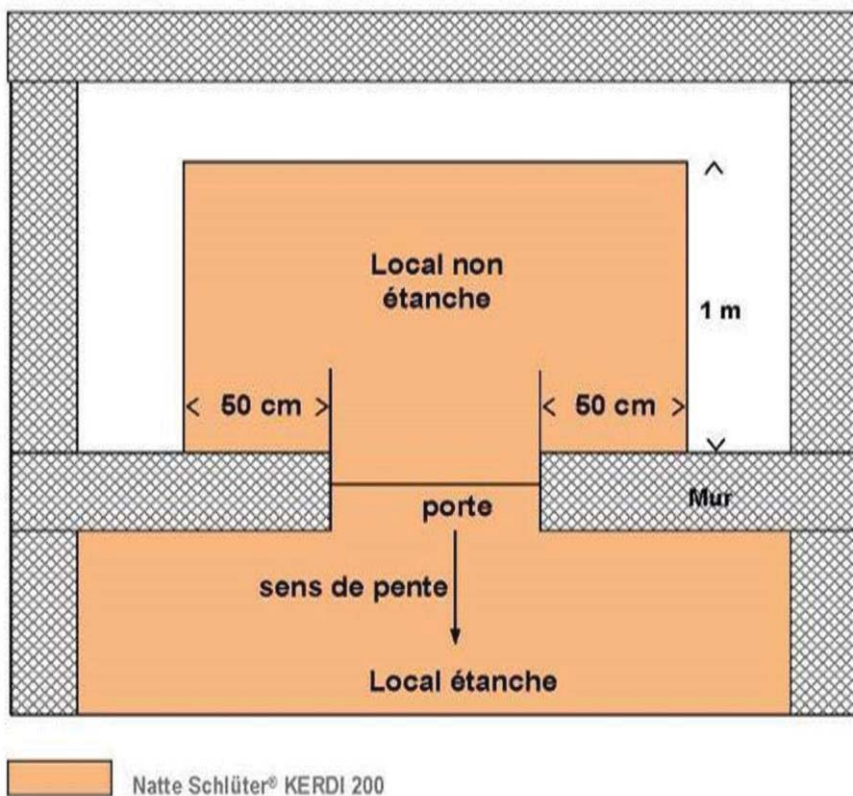 Local non
étanche
1 m
< 50 cm >
< 50 cm >
Mur
porte
sens de pente
Local étanche
Natte Schlüter® KERDI 200